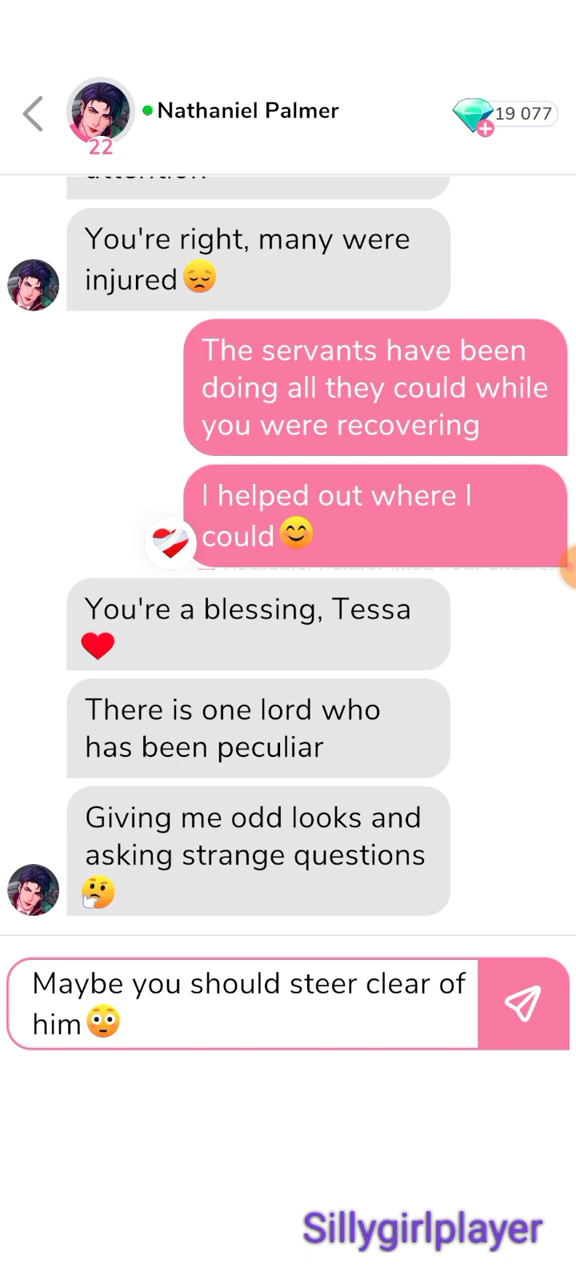 Nathaniel Palmer
19 077
22
You're right, many were
injured😞
The servants have been
doing all they could while
you were recovering
I helped out where I
could😊
You're a blessing, Tessa
❤️
There is one lord who
has been peculiar
Giving me odd looks and
asking strange questions
🤔
Maybe you should steer clear of
him😳
Sillygirlplayer